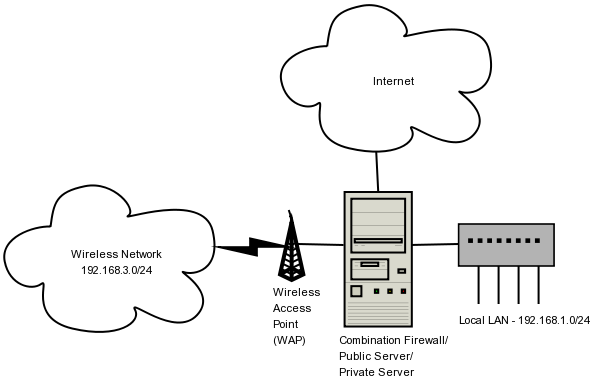 Internet
Wireless Network
192.168.3.0/24
Wireless
Access
Point
(WAP)
Combination Firewall/
Public Server/
Private Server
Local LAN - 192.168.1.0/24